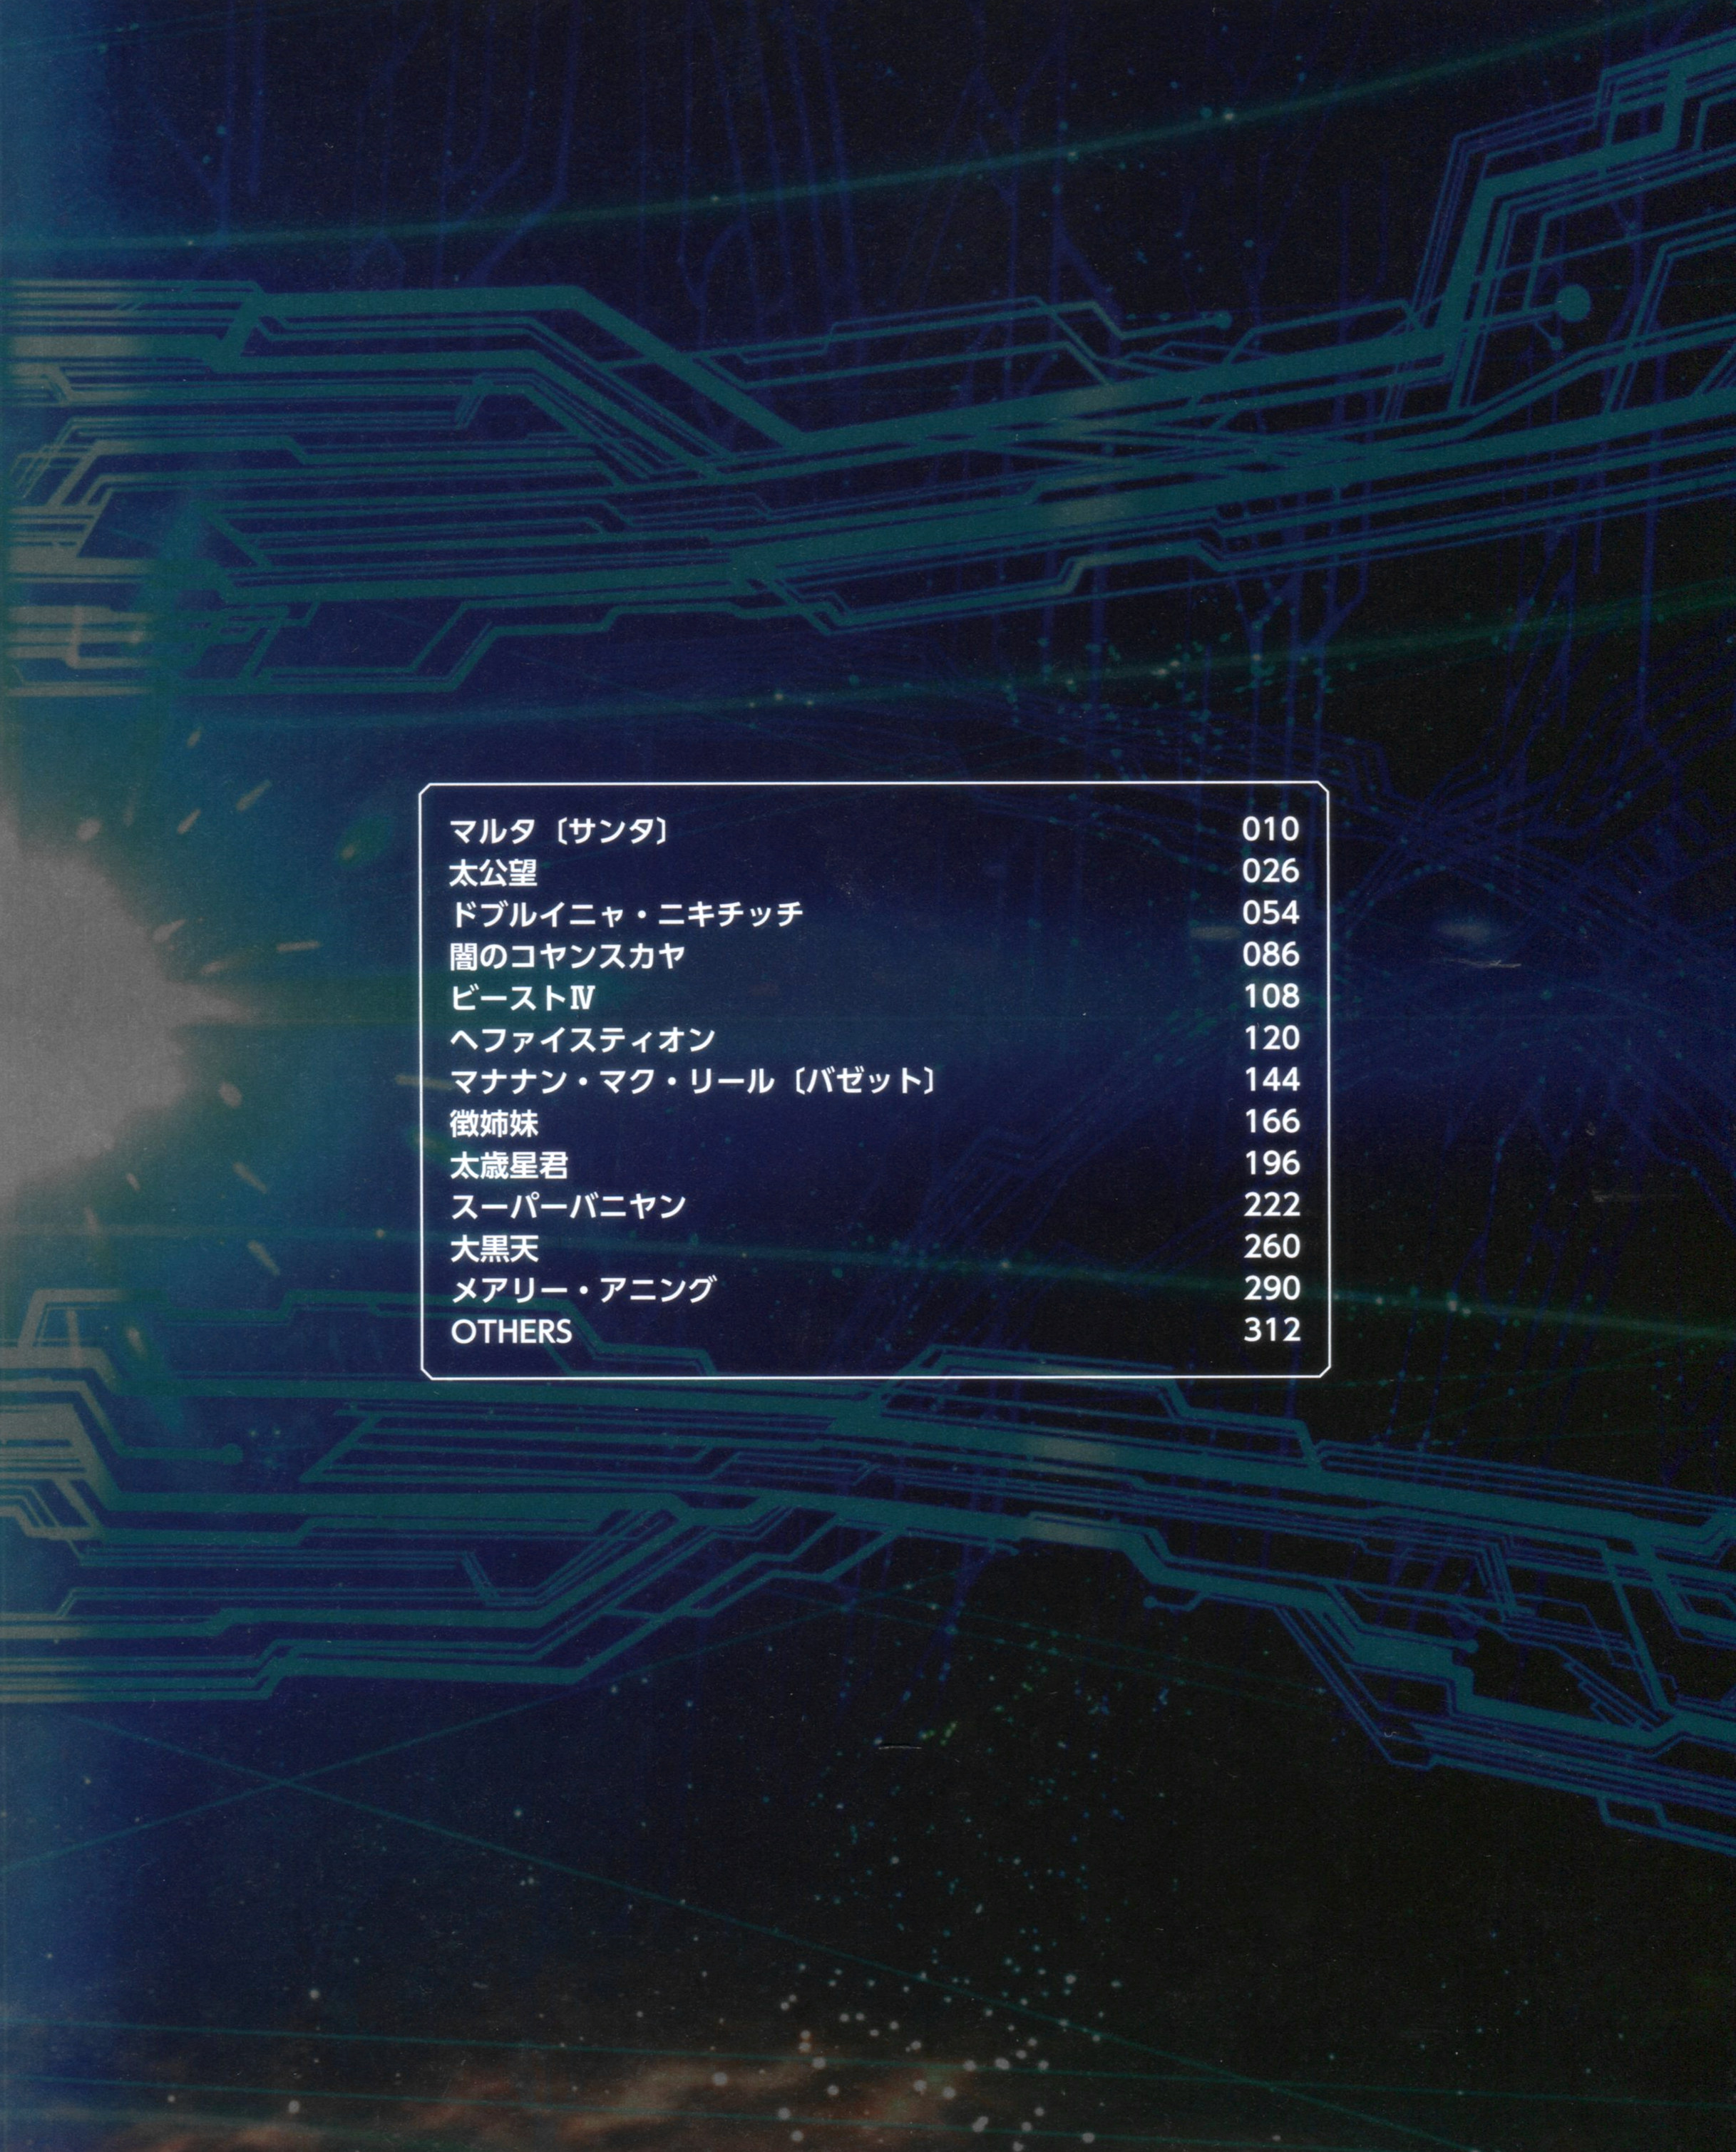 マルタ〔サンタ〕 010
太公望 026
ドブルイニャ・ニキチッチ 054
闇のコヤンスカヤ 086
ビーストⅣ 108
ヘファイスティオン 120
マナナン・マク・リール〔バゼット〕 144
徴姉妹 166
太歳星君 196
スーパーバニヤン 222
大黒天 260
メアリー・アニング 290
OTHERS 312